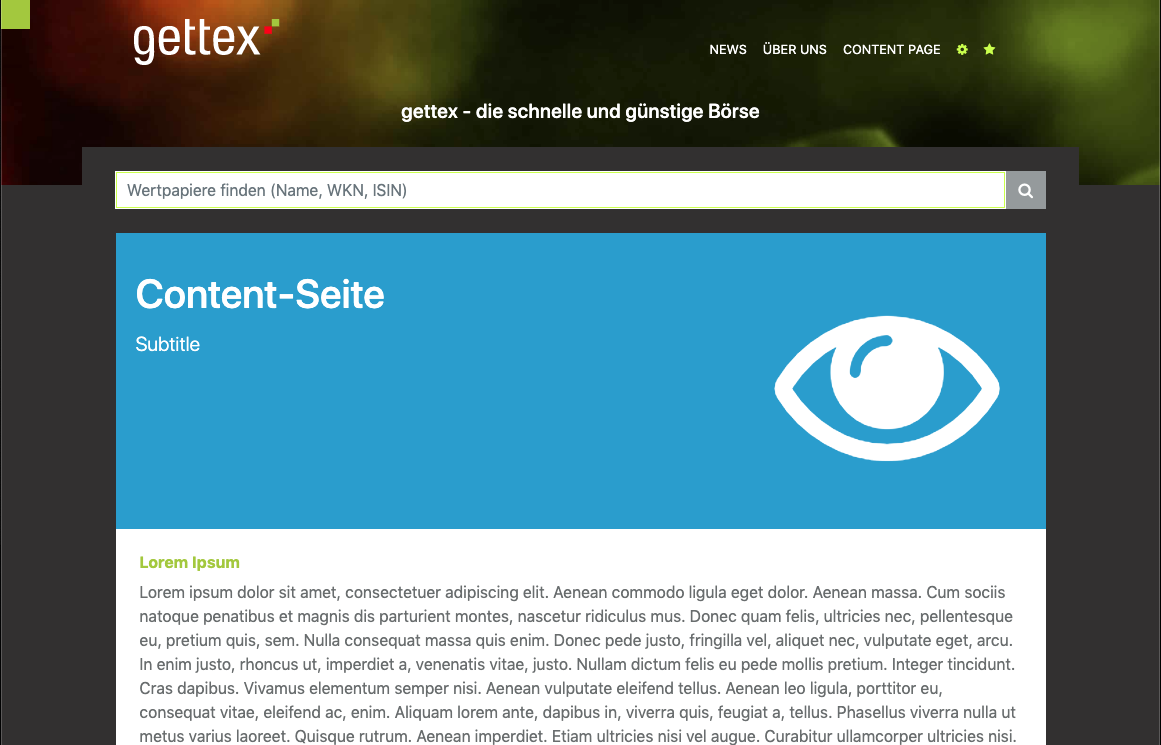 gettex
NEWS ÜBER UNS CONTENT PAGE
gettex - die schnelle und günstige Börse
Wertpapiere finden (Name, WKN, ISIN)
Content-Seite
Subtitle
Lorem Ipsum
Lorem ipsum dolor sit amet, consectetuer adipiscing elit. Aenean commodo ligula eget dolor. Aenean massa. Cum sociis
natoque penatibus et magnis dis parturient montes, nascetur ridiculus mus. Donec quam felis, ultricies nec, pellentesque
eu, pretium quis, sem. Nulla consequat massa quis enim. Donec pede justo, fringilla vel, aliquet nec, vulputate eget, arcu.
In enim justo, rhoncus ut, imperdiet a, venenatis vitae, justo. Nullam dictum felis eu pede mollis pretium. Integer tincidunt.
Cras dapibus. Vivamus elementum semper nisi. Aenean vulputate eleifend tellus. Aenean leo ligula, porttitor eu,
consequat vitae, eleifend ac, enim. Aliquam lorem ante, dapibus in, viverra quis, feugiat a, tellus. Phasellus viverra nulla ut
metus varius laoreet. Quisque rutrum. Aenean imperdiet. Etiam ultricies nisi vel augue. Curabitur ullamcorper ultricies nisi.